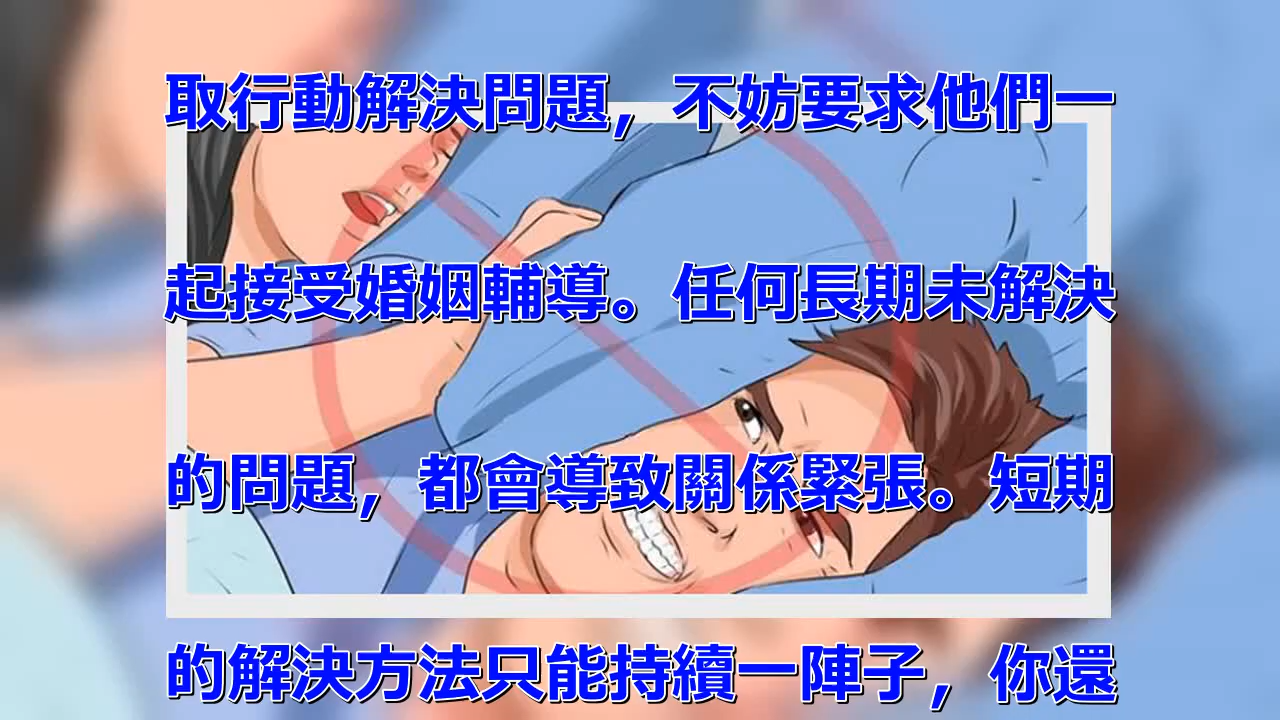 取行動解決問題，不妨要求他們一
起接受婚姻輔導。任何長期未解決
的問題，都會導致關係緊張。短期
的解決方法只能持續一陣子，你還